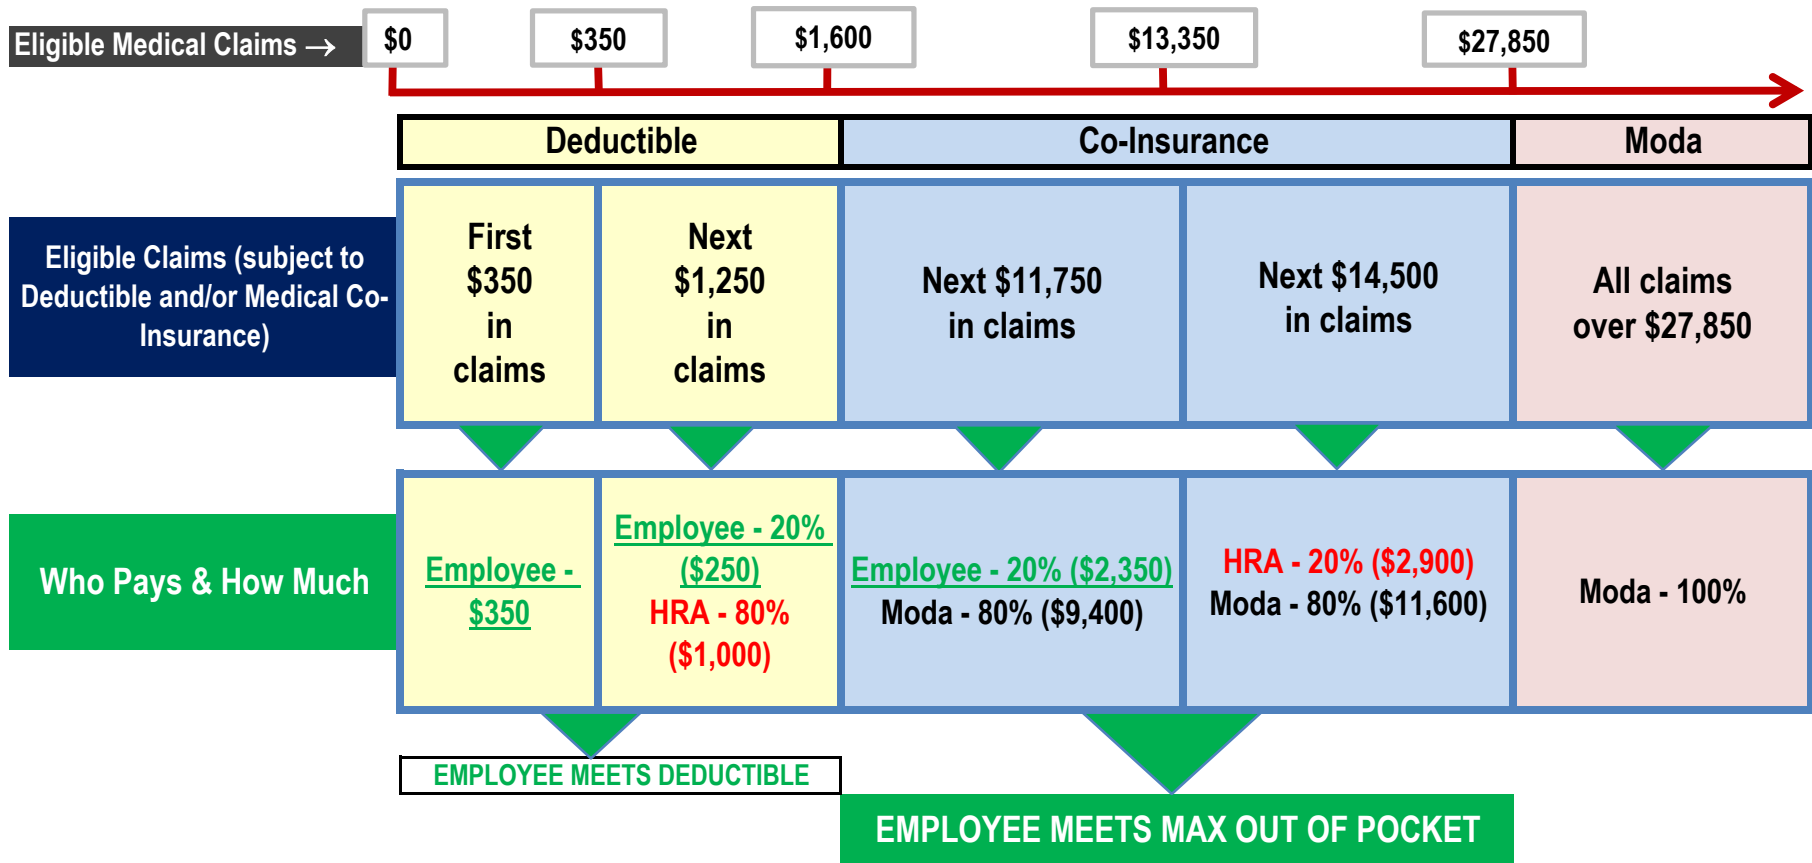 Eligible Medical Claims →
$0
$350
$1,600
$13,350
$27,850
Deductible
Co-Insurance
Moda
Eligible Claims (subject to
Deductible and/or Medical Co-
Insurance)
First
$350
in
claims
Next
$1,250
in
claims
Next $11,750
in claims
Next $14,500
in claims
All claims
over $27,850
Who Pays & How Much
Employee -
$350
Employee - 20%
($250)
HRA - 80%
($1,000)
Employee - 20% ($2,350)
Moda - 80% ($9,400)
HRA - 20% ($2,900)
Moda - 80% ($11,600)
Moda - 100%
EMPLOYEE MEETS DEDUCTIBLE
EMPLOYEE MEETS MAX OUT OF POCKET